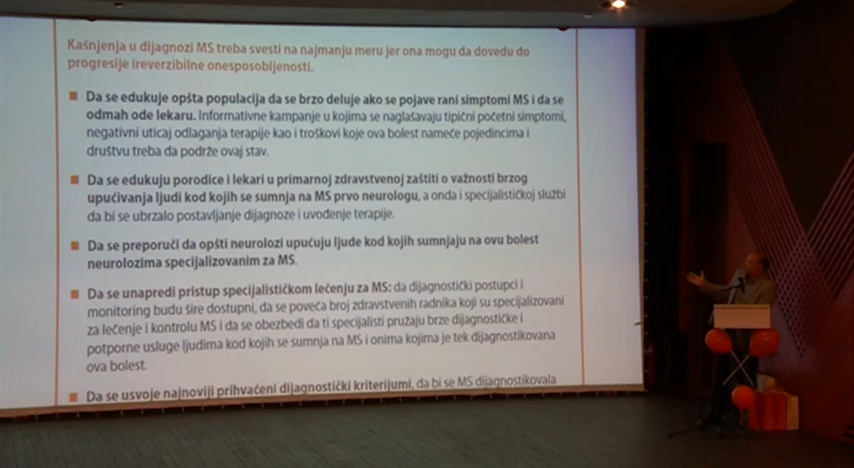 Kašnjenja u dijagnozi MS treba svesti na najmanju meru jer ona mogu da dovedu do
progresije ireverzibilne onesposobljenosti.
Da se edukuje opšta populacija da se brzo deluje ako se pojave rani simptomi MS i da se
odmah ode lekaru. Informativne kampanje u kojima se naglašavaju tipični početni simptomi,
negativni uticaj odlaganja terapije kao i troškovi koje ova bolest nameće pojedincima i
društvu treba da podrže ovaj stav.
Da se edukuju porodice i lekari u primarnoj zdravstvenoj zaštiti o važnosti brzog
upućivanja ljudi kod kojih se sumnja na MS prvo neurologu, a onda i specijalističkoj službi
da bi se ubrzalo postavljanje dijagnoze i uvođenje terapije.
Da se preporuči da opšti neurolozi upućuju ljude kod kojih sumnjaju na ovu bolest
neurolozima specijalizovanim za MS.
Da se unapredi pristup specijalističkom lečenju za MS: da dijagnostički postupci i
monitoring budu šire dostupni, da se poveća broj zdravstvenih radnika koji su specijalizovani
za lečenje i kontrolu MS i da se obezbedi da ti specijalisti pružaju brze dijagnostičke i
potporne usluge ljudima kod kojih se sumnja na MS i onima kojima je tek dijagnostikovana
ova bolest.
Da se usvoje najnoviji prihvaćeni dijagnostički kriterijumi, da bi se MS dijagnostikovala